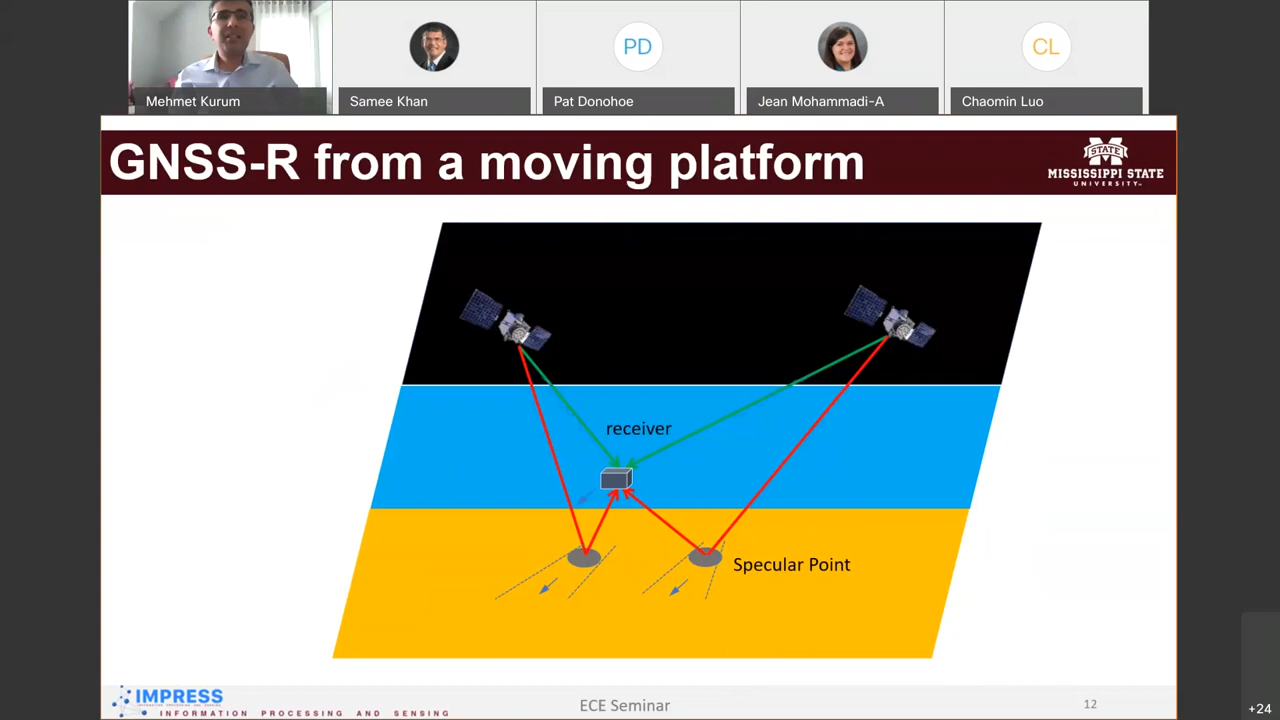 PD
CL
Mehmet Kurum
Samee Khan
Pat Donohoe
Jean Mohammadi-A
Chaomin Luo
GNSS-R from a moving platform
STATE
MISSISSIPPI STATE
UNIVERSITY™
receiver
Specular Point
IMPRESS
INFORMATION PROCESSING AND SENSING
ECE Seminar
12
+24